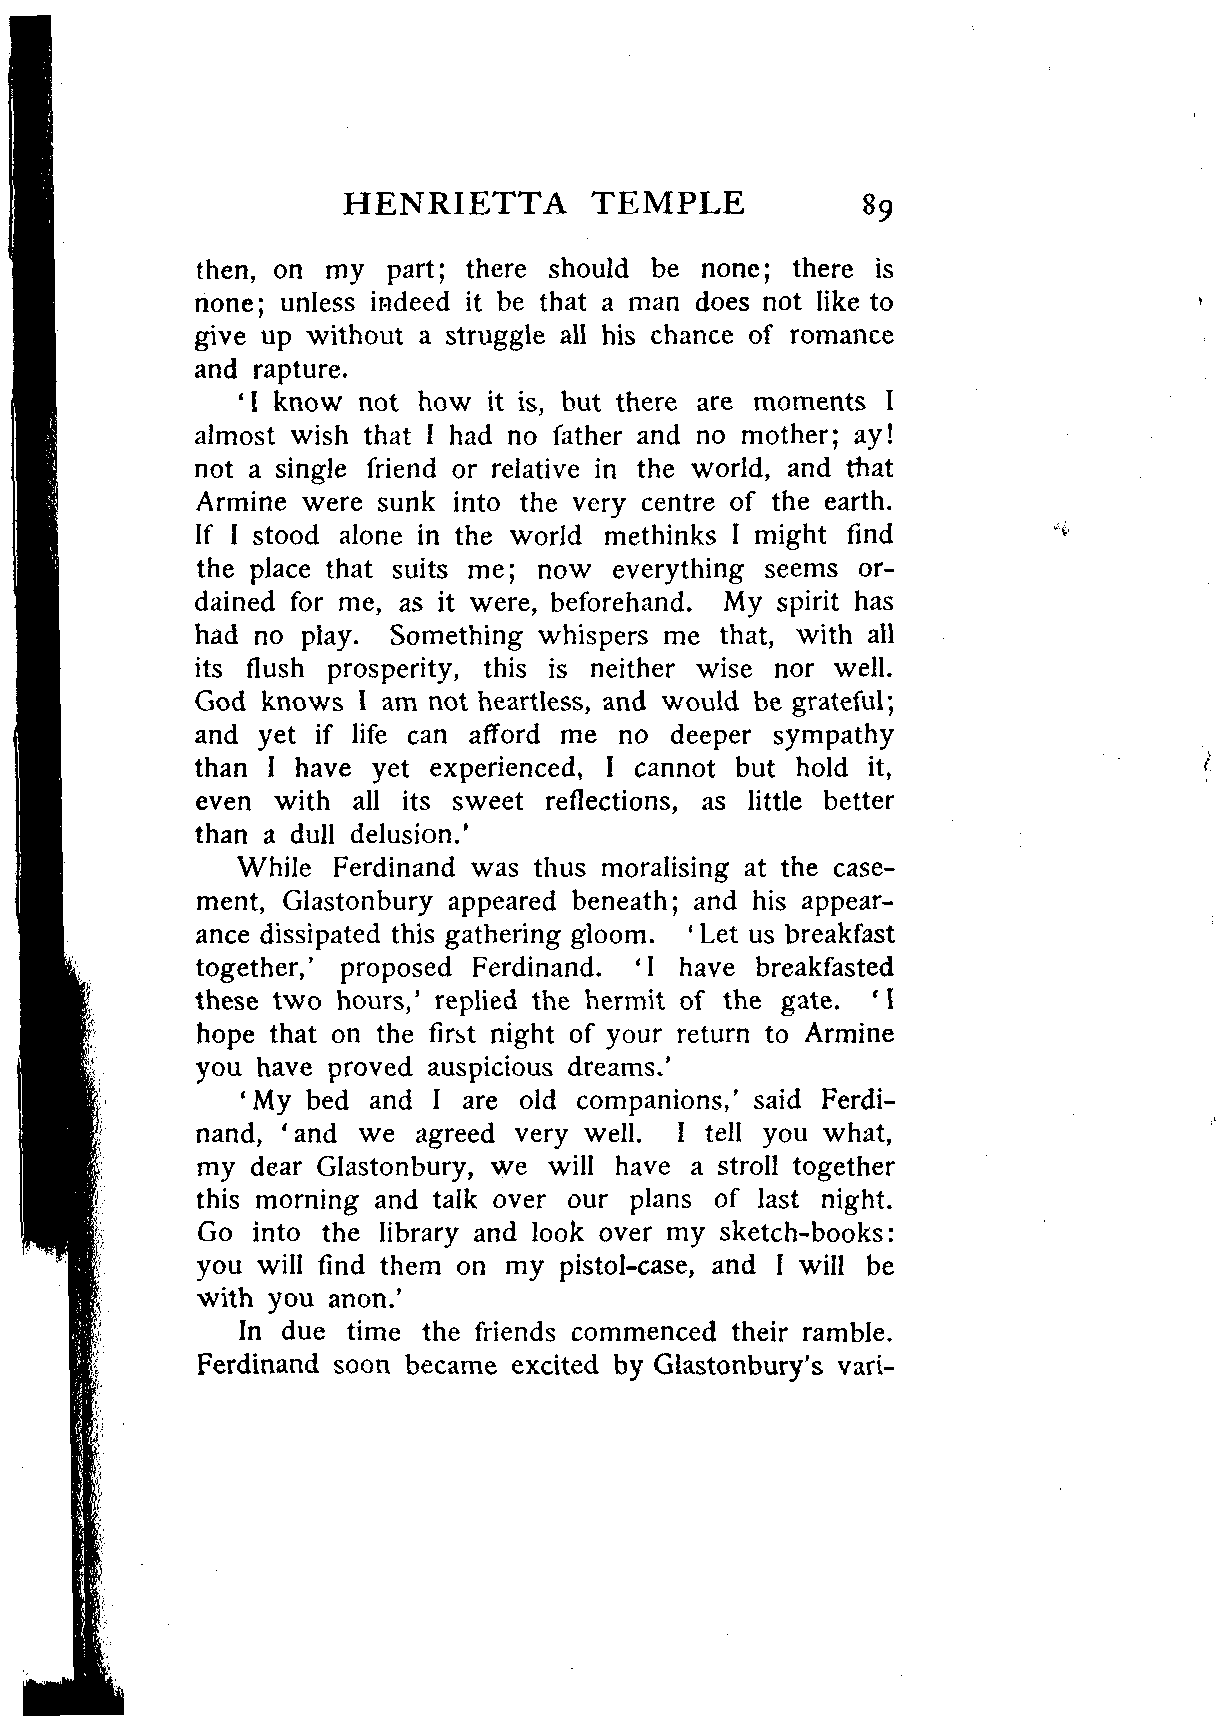 HENRIETTA TEMPLE 89
then, on my part; there should be none; there is
none; unless indeed it be that a man does not like to
give up without a struggle all his chance of romance
and rapture.
‘I know not how it is, but there are moments I
almost wish that I had no father and no mother; ay!
not a single friend or relative in the world, and that
Armine were sunk into the very centre of the earth.
If I stood alone in the world methinks I might find
the place that suits me; now everything seems or-
dained for me, as it were, beforehand. My spirit has
had no play. Something whispers me that, with all
its flush prosperity, this is neither wise nor well.
God knows I am not heartless, and would be grateful;
and yet if life can afford me no deeper sympathy
than I have yet experienced, I cannot but hold it,
even with all its sweet reflections, as little better
than a dull delusion.’
While Ferdinand was thus moralising at the case-
ment, Glastonbury appeared beneath; and his appear-
ance dissipated this gathering gloom. ‘Let us breakfast
together,’ proposed Ferdinand. ‘I have breakfasted
these two hours,’ replied the hermit of the gate. ‘I
hope that on the first night of your return to Armine
you have proved auspicious dreams.’
‘My bed and I are old companions,’ said Ferdi-
nand, ‘and we agreed very well. I tell you what,
my dear Glastonbury, we will have a stroll together
this morning and talk over our plans of last night.
Go into the library and look over my sketch-books:
you will find them on my pistol-case, and I will be
with you anon.’
In due time the friends commenced their ramble.
Ferdinand soon became excited by Glastonbury's vari-